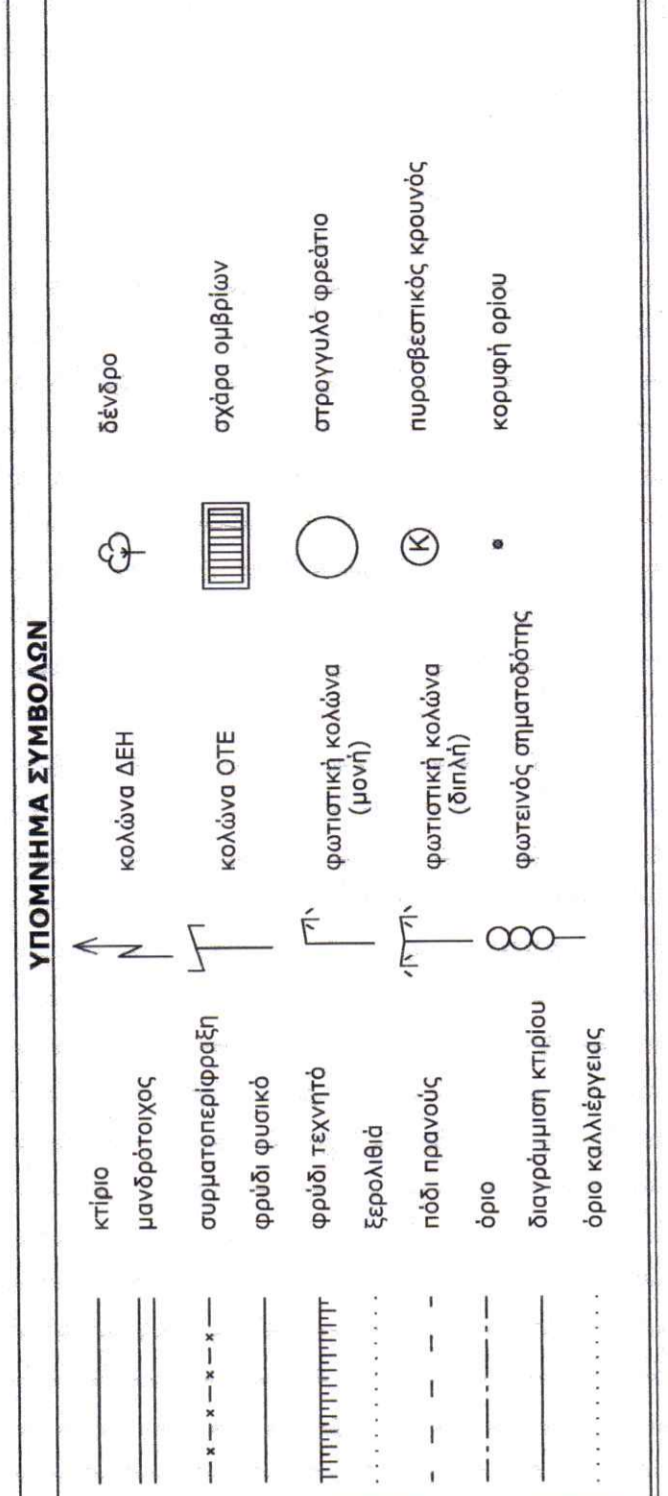 ΥΠΟΜΝΗΜΑ ΣΥΜΒΟΛΩΝ
κτίριο
μανδρότοιχος
συρματοπερίφραξη
φρύδι φυσικό
φρύδι τεχνητό
ξερολιθιά
πόδι πρανούς
όριο
διαγράμμιση κτιρίου
όριο καλλιέργειας
κολώνα ΔΕΗ
κολώνα ΟΤΕ
φωτιστική κολώνα
(μονή)
φωτιστική κολώνα
(διπλή)
φωτεινός σηματοδότης
δένδρο
σχάρα ομβρίων
στρογγυλό φρεάτιο
K
πυροσβεστικός κρουνός
κορυφή ορίου